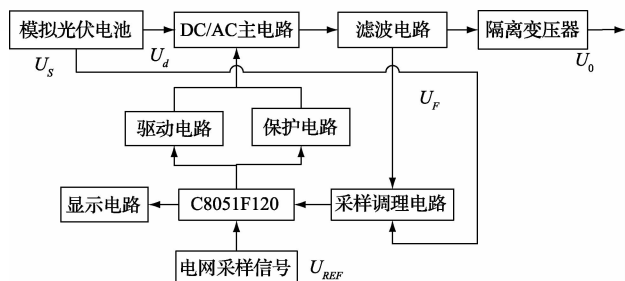 模拟光伏电池
DC/AC主电路
滤波电路
隔离变压器
U_S
U_d
U_0
U_F
驱动电路
保护电路
显示电路
C8051F120
采样调理电路
电网采样信号
U_REF